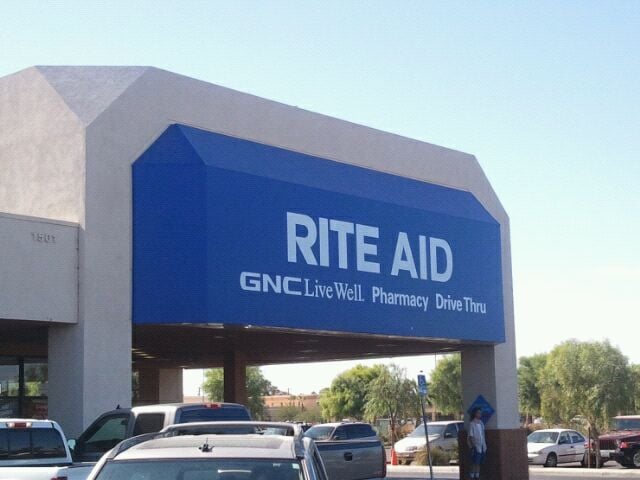 1501
RITE AID
GNC Live Well. Pharmacy Drive Thru